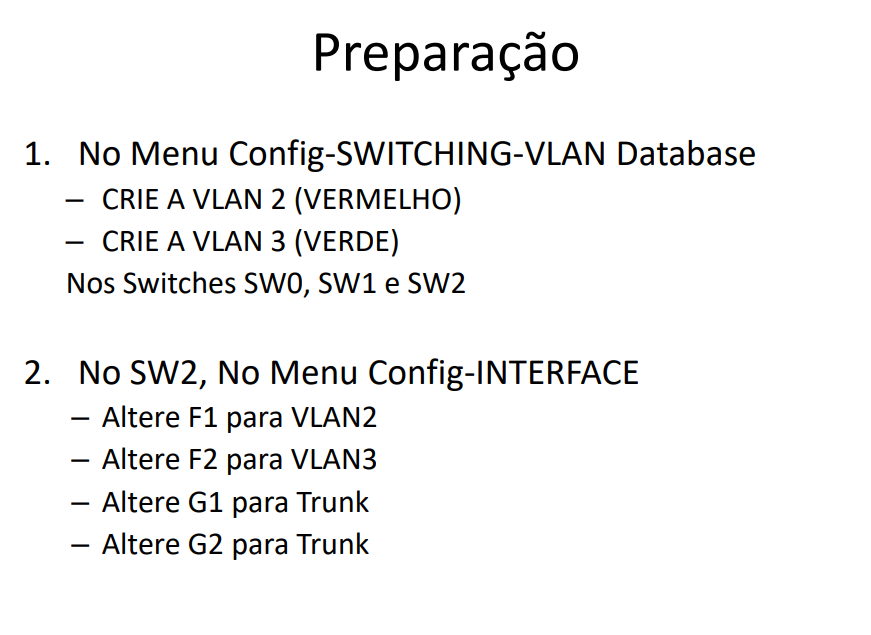 Preparação
1. No Menu Config-SWITCHING-VLAN Database
– CRIE A VLAN 2 (VERMELHO)
– CRIE A VLAN 3 (VERDE)
Nos Switches SW0, SW1 e SW2
2. No SW2, No Menu Config-INTERFACE
– Altere F1 para VLAN2
– Altere F2 para VLAN3
– Altere G1 para Trunk
– Altere G2 para Trunk